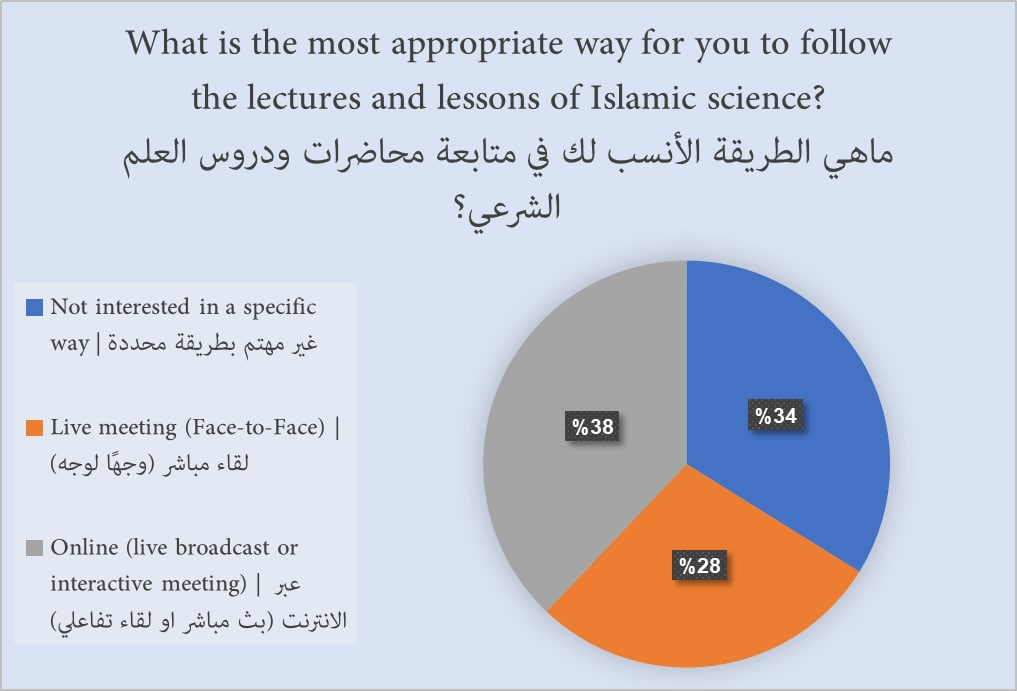 What is the most appropriate way for you to follow
the lectures and lessons of Islamic science?
ماهي الطريقة الأنسب لك في متابعة محاضرات ودروس العلم
الشرعي؟
Not interested in a specific
way | غير مهتم بطريقة محددة
Live meeting (Face-to-Face) |
لقاء مباشر (وجهًا لوجه)
Online (live broadcast or
interactive meeting) | عبر
الانترنت (بث مباشر او لقاء تفاعلي)
%38
%34
%28